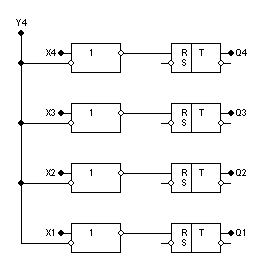 Y4
X4 1 R T Q4
S
X3 1 R T Q3
S
X2 1 R T Q2
S
X1 1 R T Q1
S